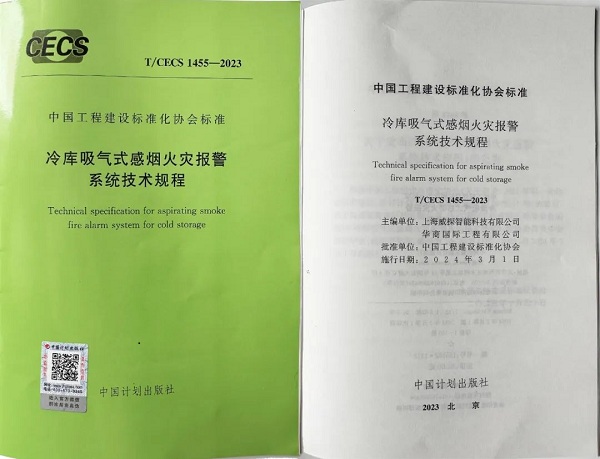 CECS
T/CECS 1455—2023
中国工程建设标准化协会标准
冷库吸气式感烟火灾报警
系统技术规程
Technical specification for aspirating smoke
fire alarm system for cold storage
中国计划出版社
中国计划出版社
中国工程建设标准化协会标准
冷库吸气式感烟火灾报警
系统技术规程
Technical specification for aspirating smoke
fire alarm system for cold storage
T/CECS 1455—2023
主编单位：上海威探智能科技有限公司
华商国际工程有限公司
批准单位：中国工程建设标准化协会
施行日期：2024年3月1日
中国计划出版社
2023 北 京